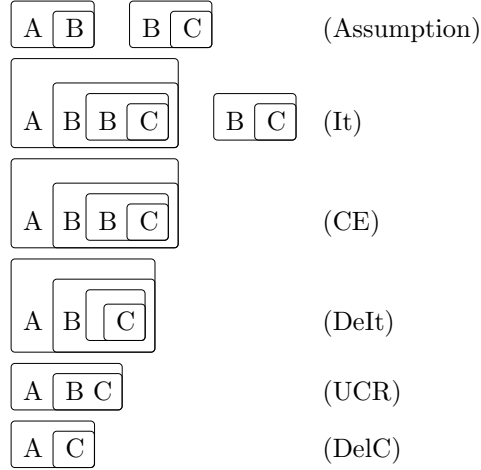 A B B C (Assumption)
A B B C B C (It)
A B B C (CE)
A B C (DeIt)
A B C (UCR)
A C (DelC)